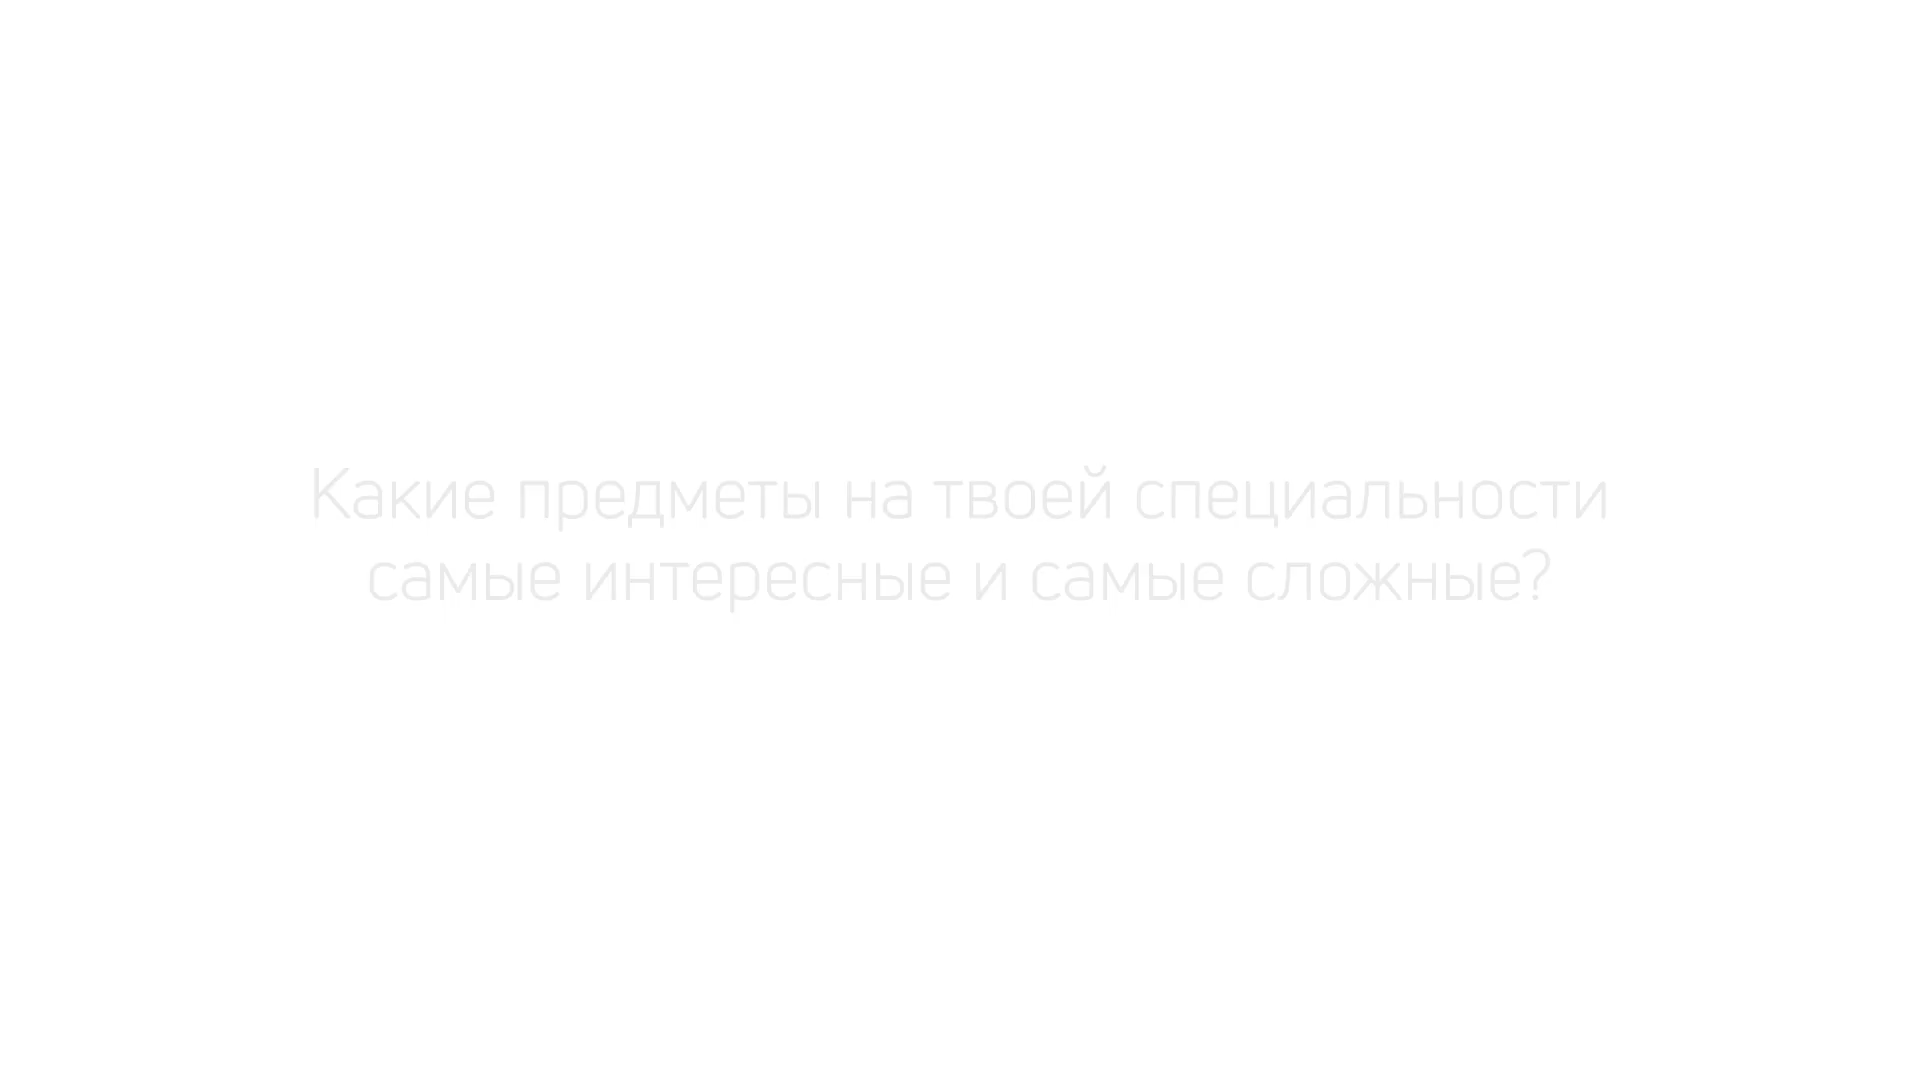 Какие предметы на твоей специальности
самые интересные и самые сложные?